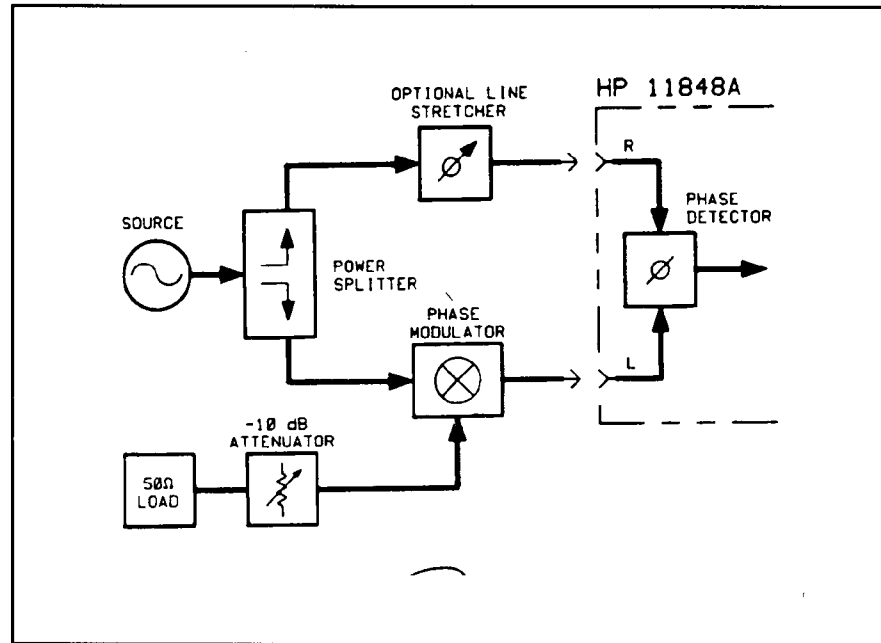 HP 11848A
OPTIONAL LINE
STRETCHER
R
PHASE
DETECTOR
SOURCE
POWER
SPLITTER
PHASE
MODULATOR
L
-10 dB
ATTENUATOR
50Ω
LOAD